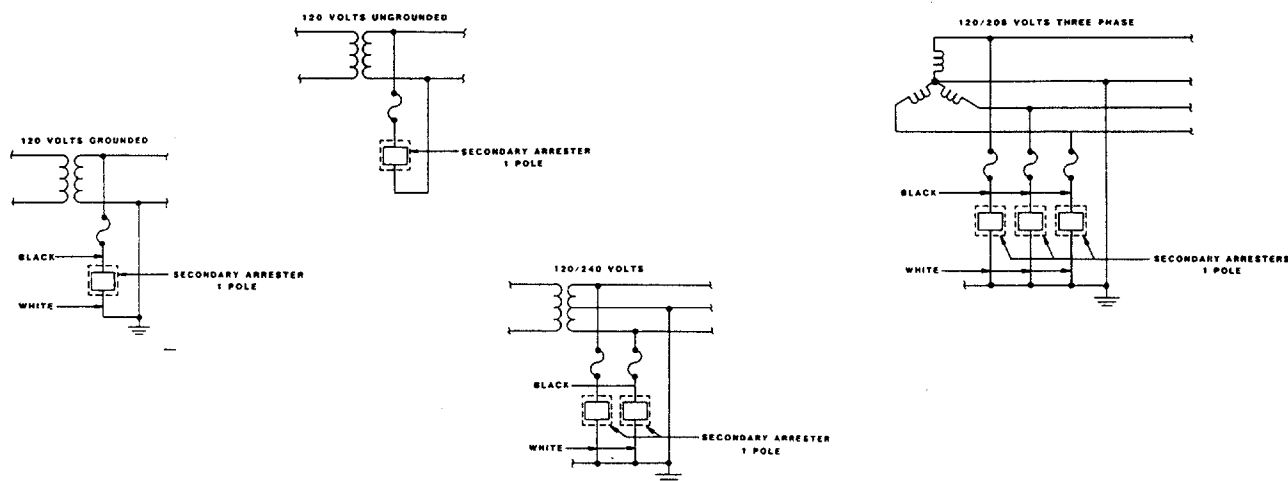 120 VOLTS UNGROUNDED
SECONDARY ARRESTER
1 POLE
120/208 VOLTS THREE PHASE
BLACK
WHITE
SECONDARY ARRESTERS
1 POLE
120 VOLTS GROUNDED
BLACK
SECONDARY ARRESTER
1 POLE
WHITE
120/240 VOLTS
BLACK
WHITE
SECONDARY ARRESTER
1 POLE